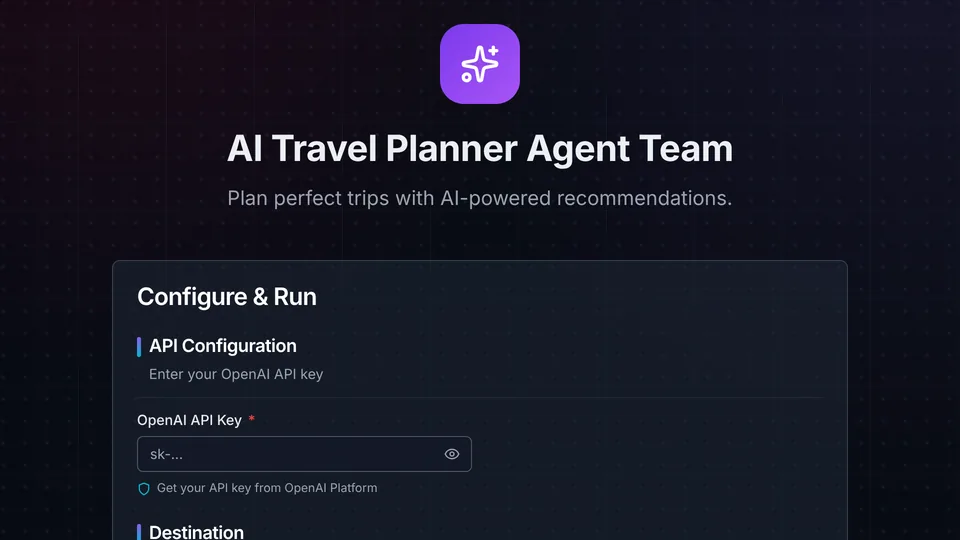 AI Travel Planner Agent Team
Plan perfect trips with AI-powered recommendations.
Configure & Run
API Configuration
Enter your OpenAI API key
OpenAI API Key *
sk-...
Get your API key from OpenAI Platform
Destination